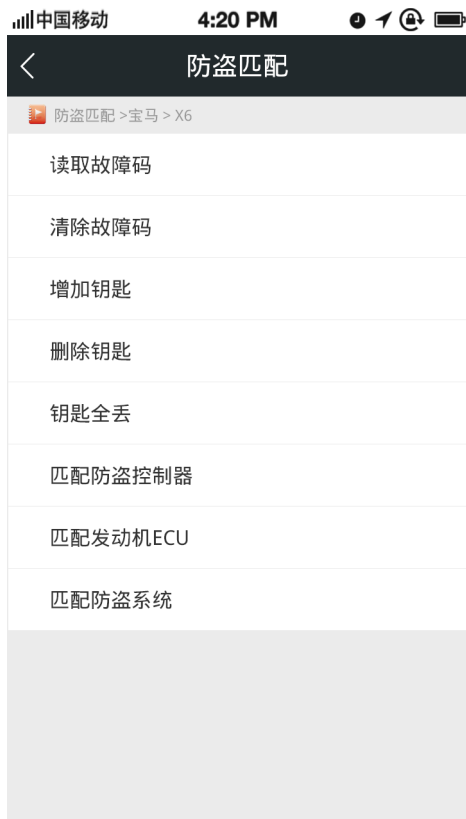 中国移动 4:20 PM
防盗匹配
防盗匹配 >宝马 > X6
读取故障码
清除故障码
增加钥匙
删除钥匙
钥匙全丢
匹配防盗控制器
匹配发动机ECU
匹配防盗系统